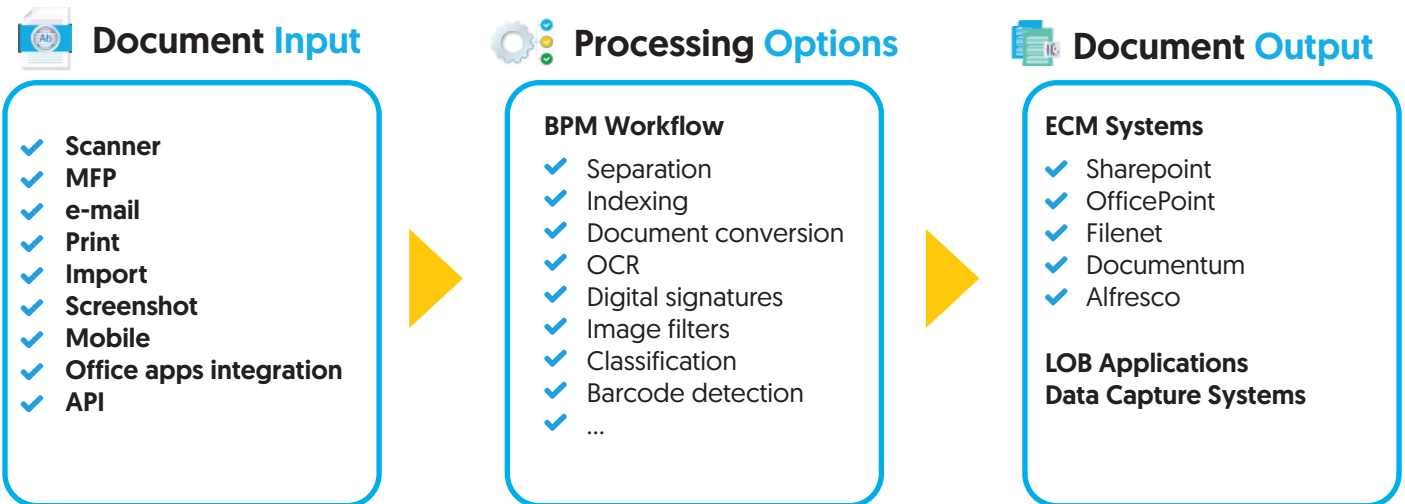 Document Input
Scanner
MFP
e-mail
Print
Import
Screenshot
Mobile
Office apps integration
API
Processing Options
BPM Workflow
Separation
Indexing
Document conversion
OCR
Digital signatures
Image filters
Classification
Barcode detection
...
Document Output
ECM Systems
Sharepoint
OfficePoint
Filenet
Documentum
Alfresco
LOB Applications
Data Capture Systems